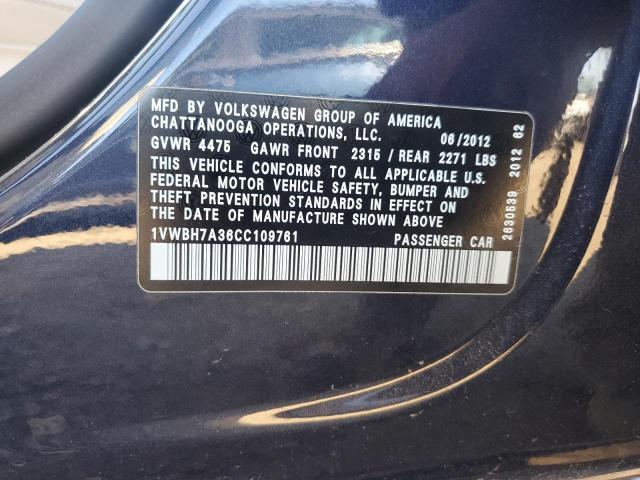 MFD BY VOLKSWAGEN GROUP OF AMERICA
CHATTANOOGA OPERATIONS, LLC. 06/2012
GVWR 4475 GAWR FRONT 2315 / REAR 2271 LBS
THIS VEHICLE CONFORMS TO ALL APPLICABLE U.S.
FEDERAL MOTOR VEHICLE SAFETY, BUMPER AND
THEFT PREVENTION STANDARDS IN EFFECT ON
THE DATE OF MANUFACTURE SHOWN ABOVE
1VWBH7A36CC109761 PASSENGER CAR
2630539 2012 62